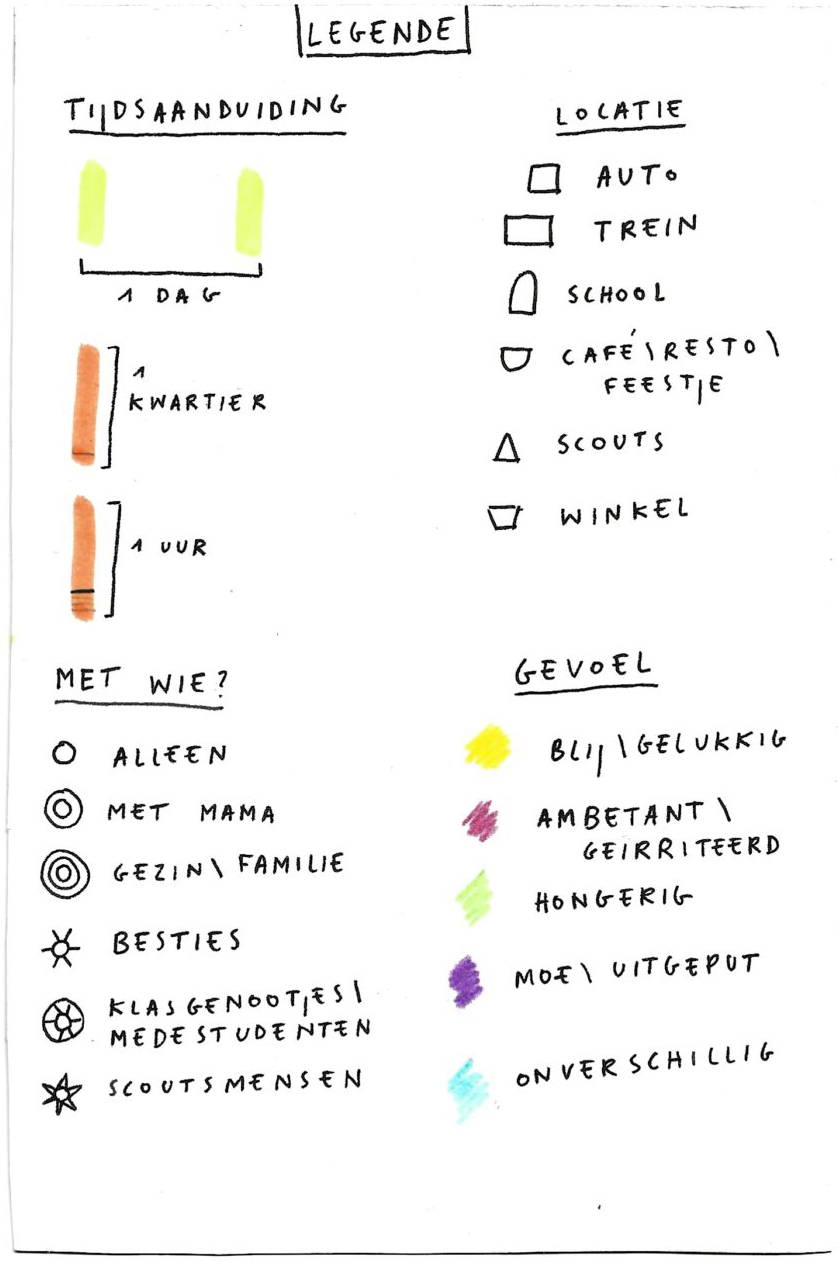 LEGENDE
TIJDSAANDUIDING
1 DAG
1
KWARTIER
1 UUR
LOCATIE
AUTO
TREIN
SCHOOL
CAFÉ\RESTO\
FEESTJE
SCOUTS
WINKEL
MET WIE?
ALLEEN
MET MAMA
GEZIN\FAMILIE
BESTIES
KLASGENOOTJES\
MEDESTUDENTEN
SCOUTSMENSEN
GEVOEL
BLIJ\GELUKKIG
AMBETANT\
GEÏRRITEERD
HONGERIG
MOE\UITGEPUT
ONVERSCHILLIG